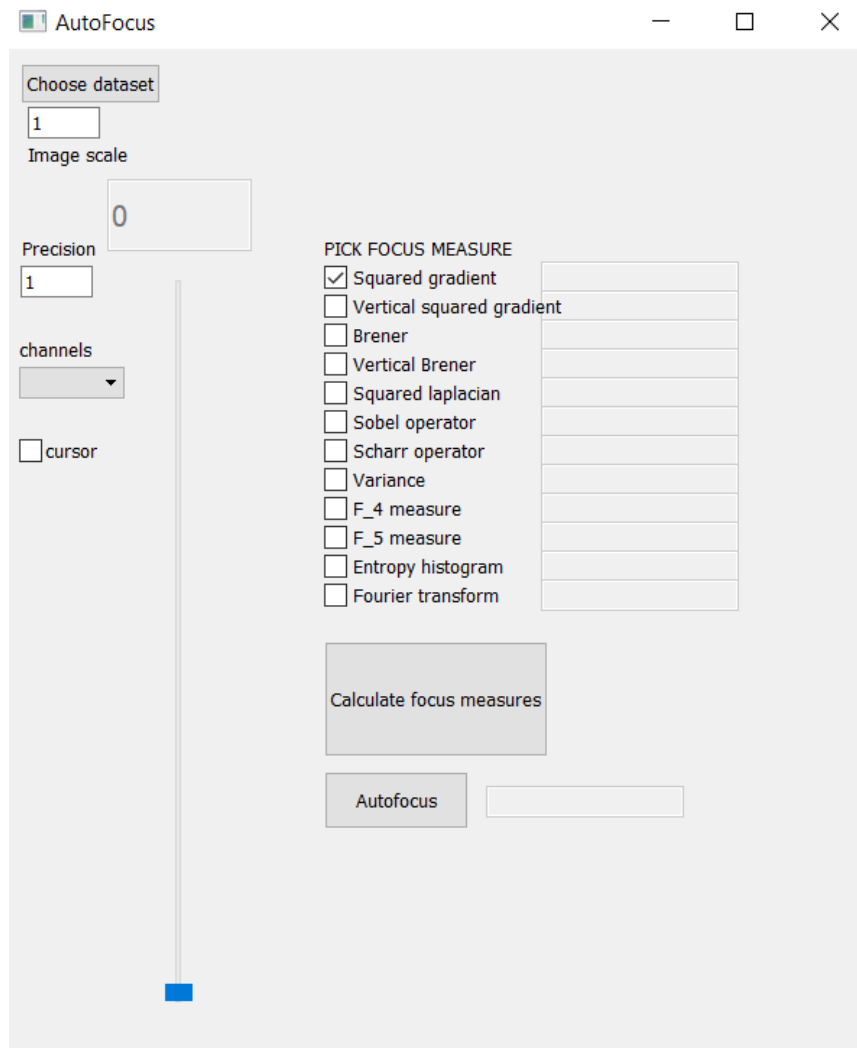 AutoFocus
Choose dataset
1
Image scale
0
Precision
1
channels
cursor
PICK FOCUS MEASURE
Squared gradient
Vertical squared gradient
Brener
Vertical Brener
Squared laplacian
Sobel operator
Scharr operator
Variance
F_4 measure
F_5 measure
Entropy histogram
Fourier transform
Calculate focus measures
Autofocus